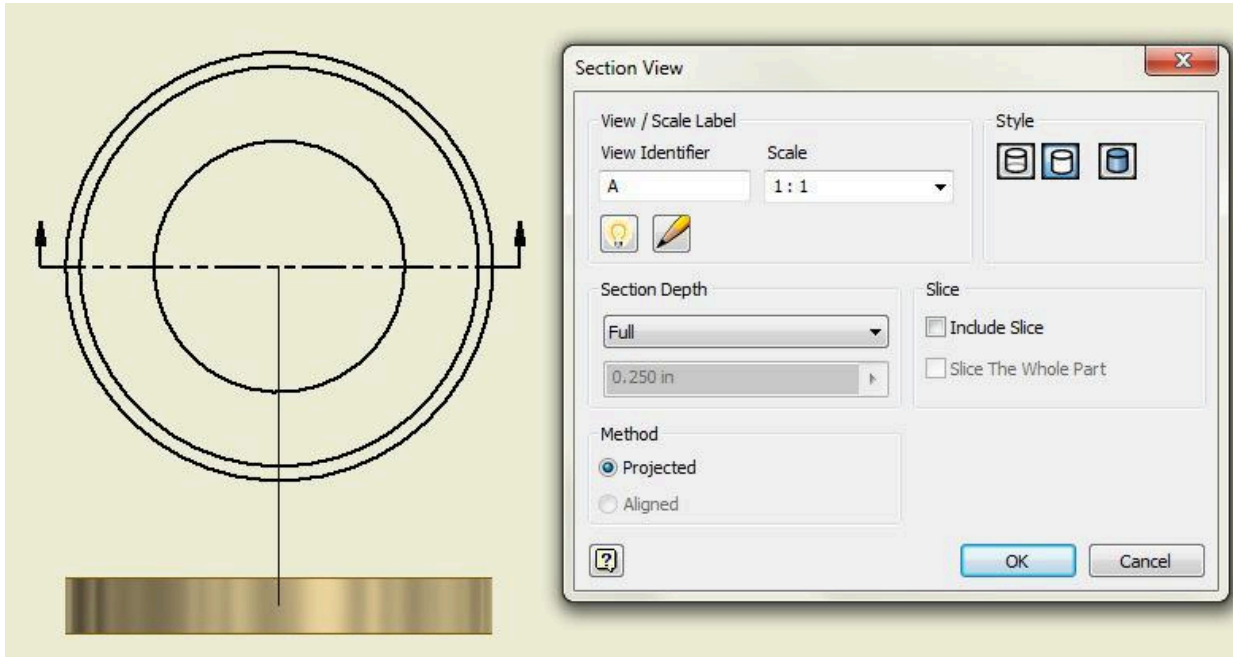 Section View
View / Scale Label
View Identifier
Scale
A
1 : 1
Style
Section Depth
Full
0.250 in
Slice
Include Slice
Slice The Whole Part
Method
Projected
Aligned
OK
Cancel